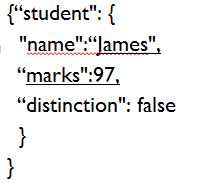 {“student": {
"name":“James",
“marks":97,
“distinction": false
}
}